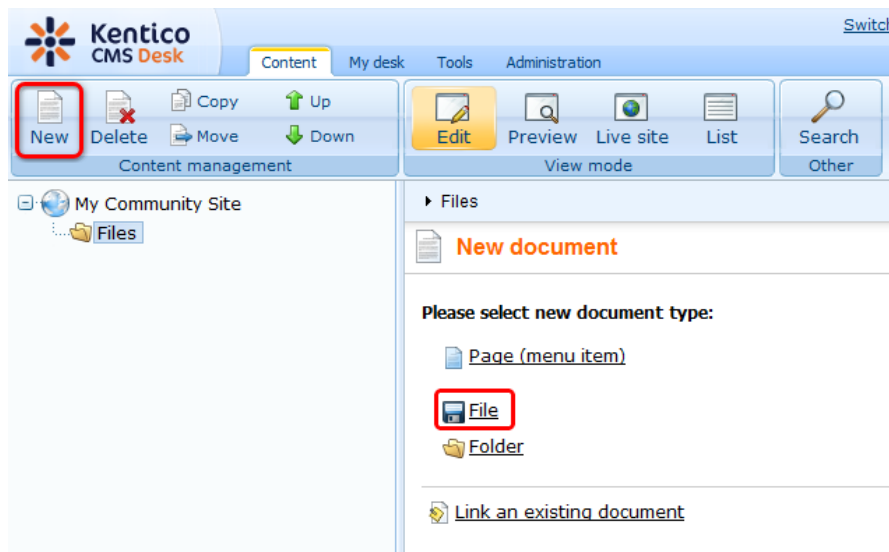 Kentico
CMS Desk
Switch
Content My desk Tools Administration
New Delete Copy Move Up Down
Content management
Edit Preview Live site List
View mode
Search
Other
My Community Site
Files
Files
New document
Please select new document type:
Page (menu item)
File
Folder
Link an existing document